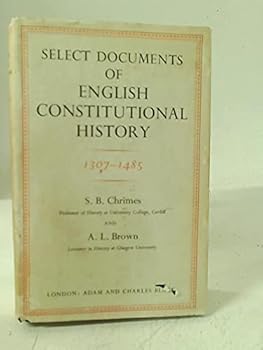 SELECT DOCUMENTS
OF
ENGLISH
CONSTITUTIONAL
HISTORY
1307–1485
S. B. Chrimes
Professor of History at University College, Cardiff
AND
A. L. Brown
Lecturer in History at Glasgow University
LONDON: ADAM AND CHARLES